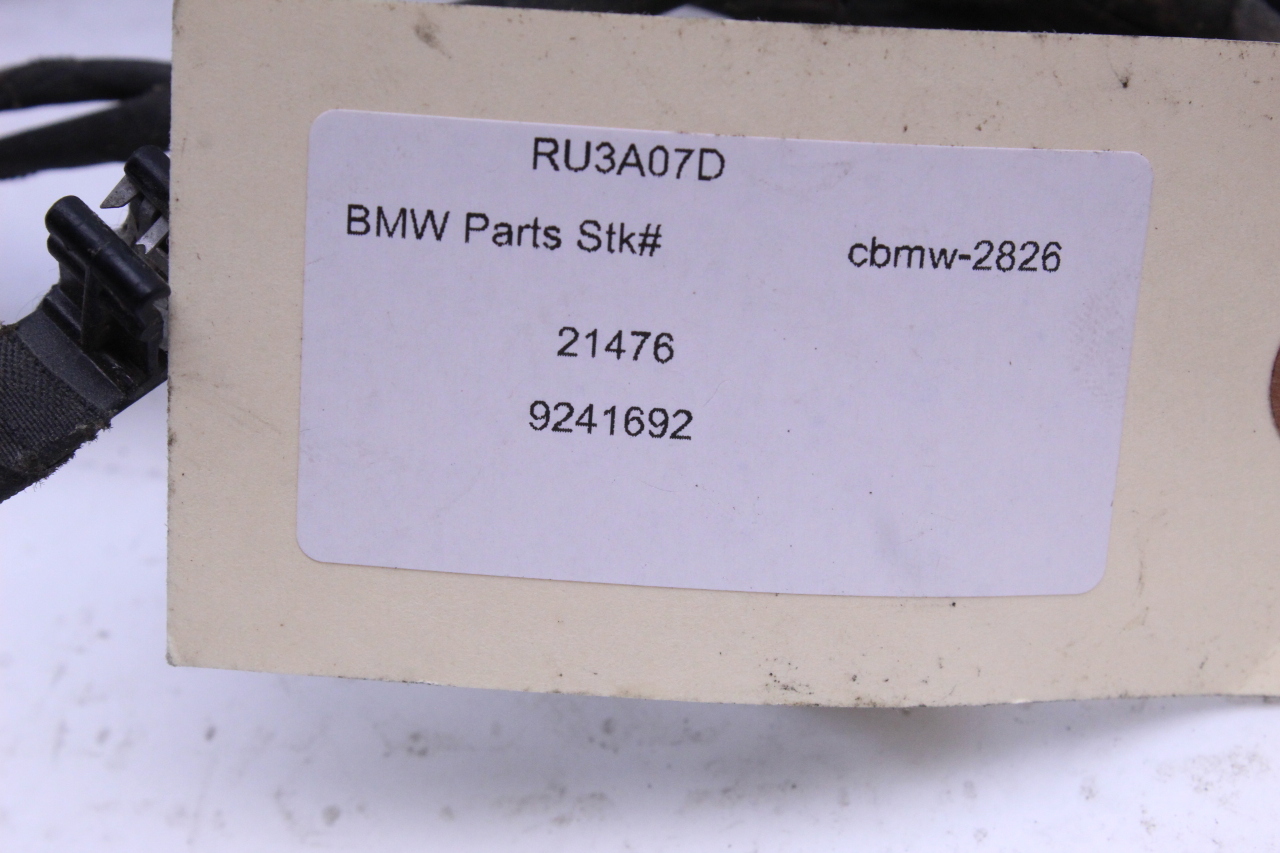 RU3A07D
BMW Parts Stk# cbmw-2826
21476
9241692